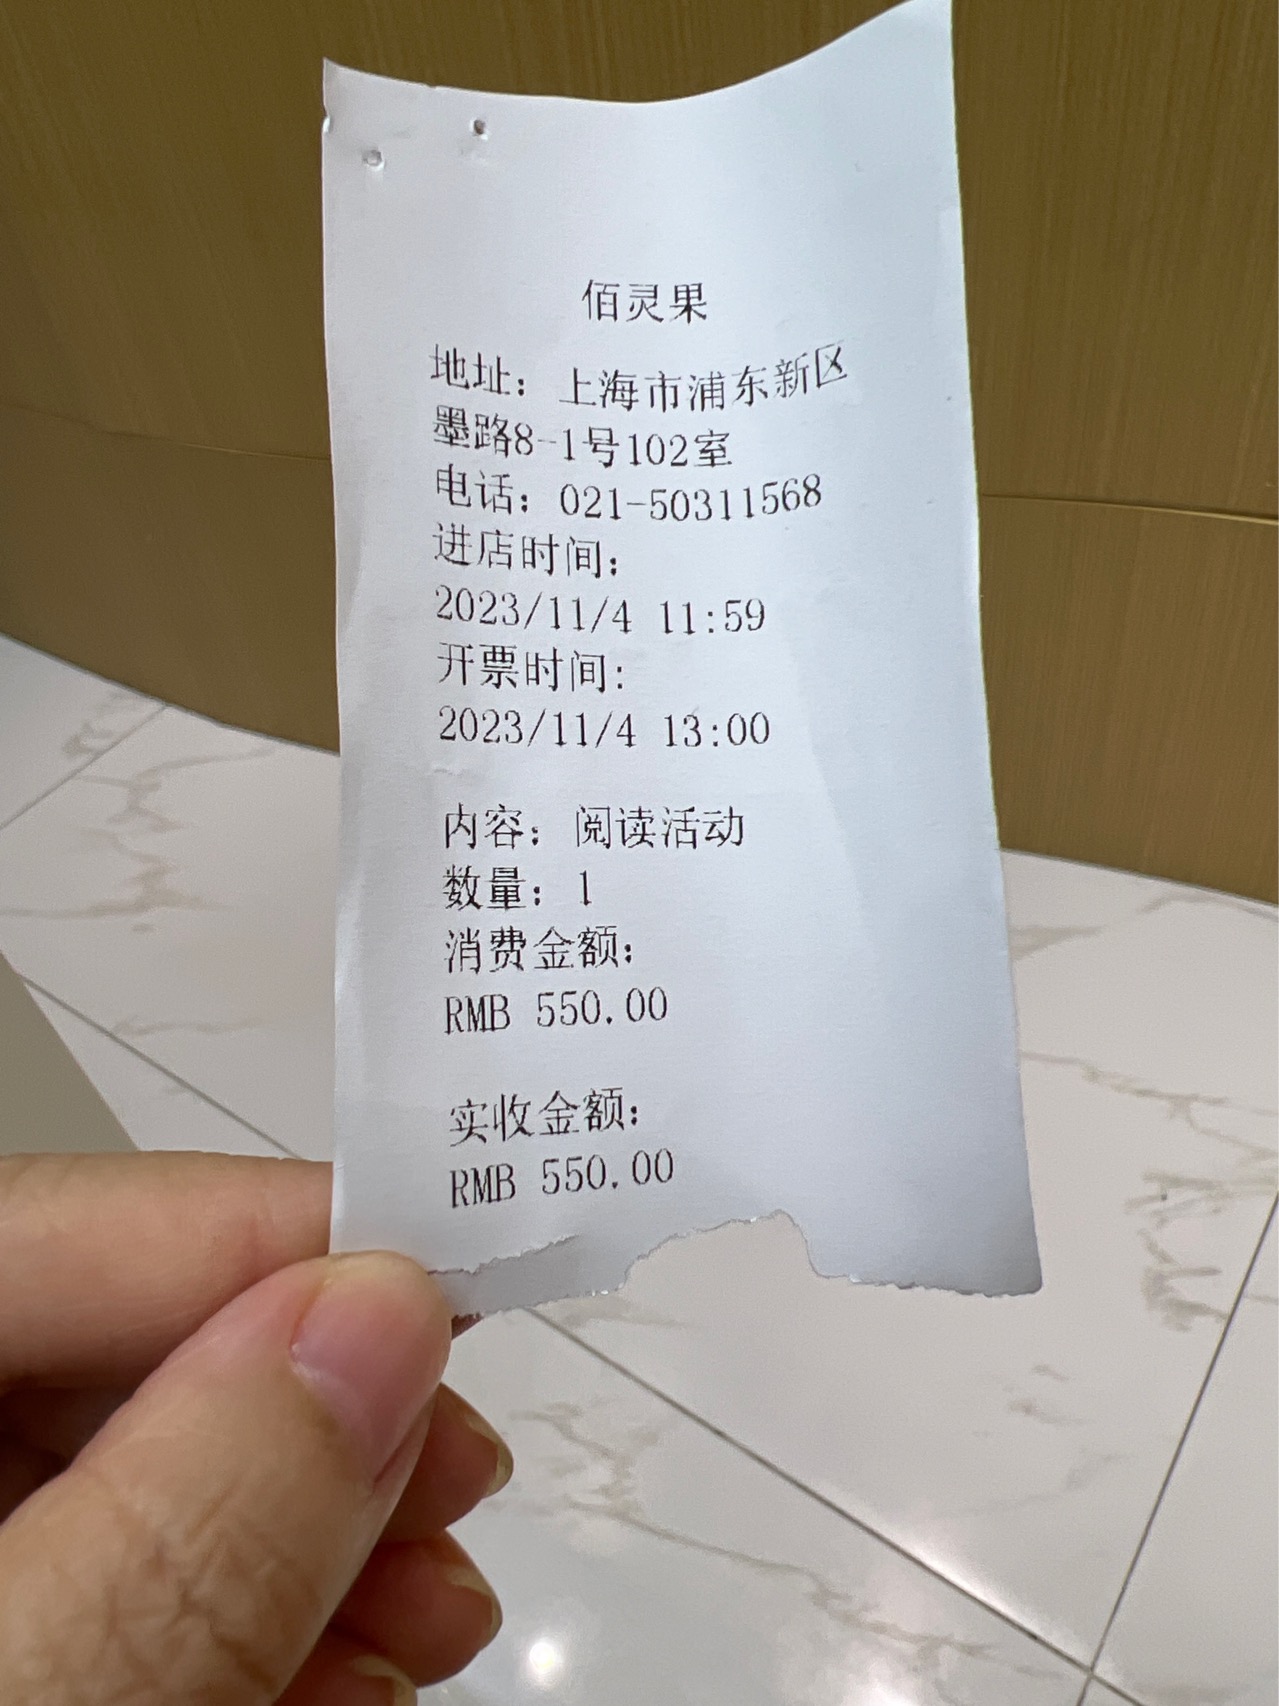 佰灵果
地址：上海市浦东新区
墨路8-1号102室
电话：021-50311568
进店时间：
2023/11/4 11:59
开票时间：
2023/11/4 13:00
内容：阅读活动
数量：1
消费金额：
RMB 550.00
实收金额：
RMB 550.00